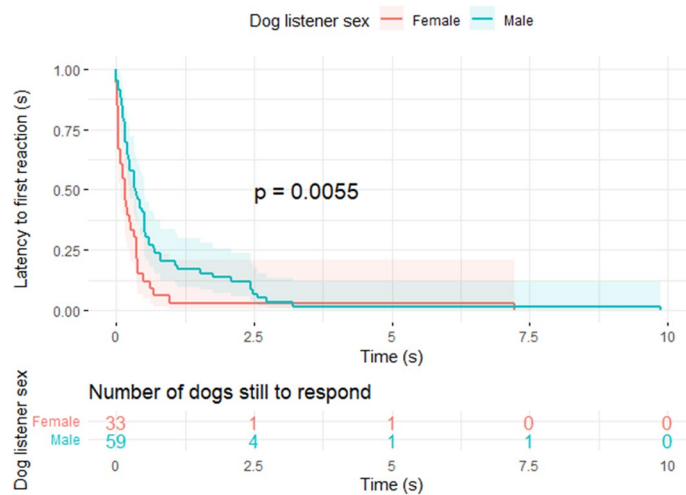 Dog listener sex Female Male
Latency to first reaction (s)
1.00
0.75
0.50
0.25
0.00
p = 0.0055
0 2.5 5 7.5 10
Time (s)
Number of dogs still to respond
Dog listener sex
Female 33 1 1 0 0
Male 59 4 1 1 0
0 2.5 5 7.5 10
Time (s)